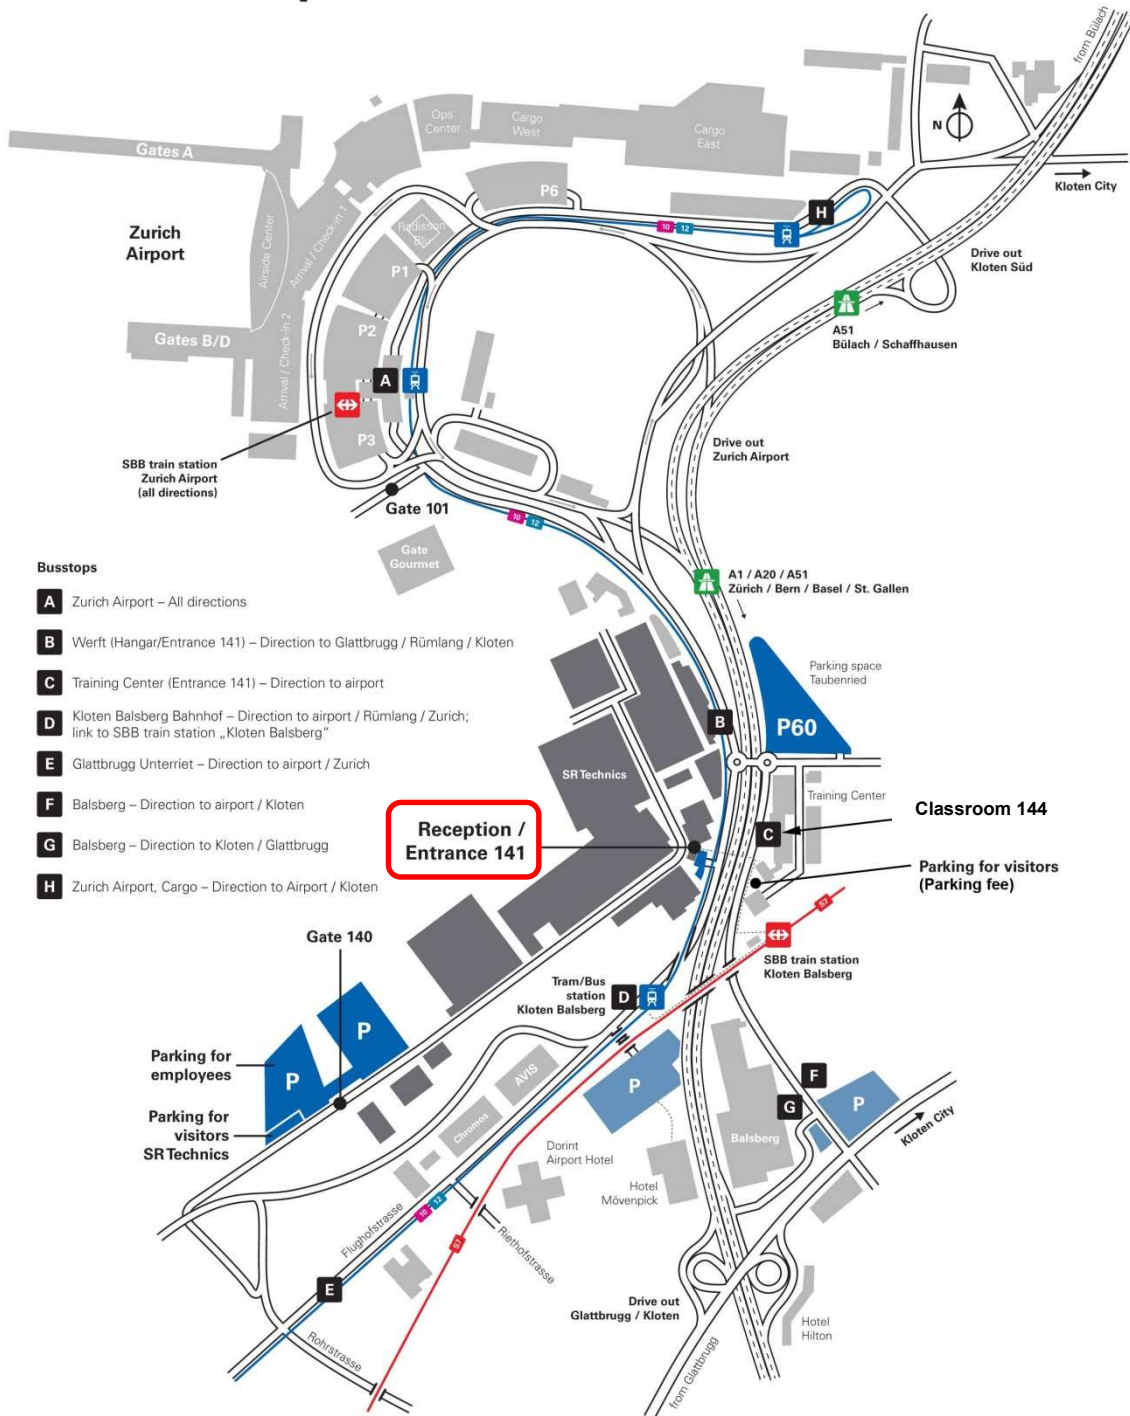 from Bülach
Ops
Center
Cargo
West
Cargo
East
N
Gates A
Kloten City
P6
H
Zurich
Airport
Airside Center
Arrival / Check-in 1
Radisson
Blu
10 12
Drive out
Kloten Süd
P1
A51
Bülach / Schaffhausen
Gates B/D
P2
Arrival / Check-in 2
A
P3
Drive out
Zurich Airport
SBB train station
Zurich Airport
(all directions)
Gate 101
10 12
Gate
Gourmet
A1 / A20 / A51
Zürich / Bern / Basel / St. Gallen
Busstops
A Zurich Airport – All directions
B Werft (Hangar/Entrance 141) – Direction to Glattbrugg / Rümlang / Kloten
C Training Center (Entrance 141) – Direction to airport
D Kloten Balsberg Bahnhof – Direction to airport / Rümlang / Zurich;
link to SBB train station „Kloten Balsberg“
E Glattbrugg Unterriet – Direction to airport / Zurich
F Balsberg – Direction to airport / Kloten
G Balsberg – Direction to Kloten / Glattbrugg
H Zurich Airport, Cargo – Direction to Airport / Kloten
Parking space
Taubenried
B
P60
SR Technics
Training Center
Classroom 144
C
Reception /
Entrance 141
Parking for visitors
(Parking fee)
S7
Gate 140
SBB train station
Kloten Balsberg
Tram/Bus
station
Kloten Balsberg
D
P
Parking for
employees
P
AVIS
P
F
P
G
Kloten City
Parking for
visitors
SR Technics
Chromos
Balsberg
Dorint
Airport Hotel
Hotel
Mövenpick
10 12
Flughofstrasse
Riethofstrasse
S7
E
Drive out
Glattbrugg / Kloten
Hotel
Hilton
Rohrstrasse
from Glattbrugg